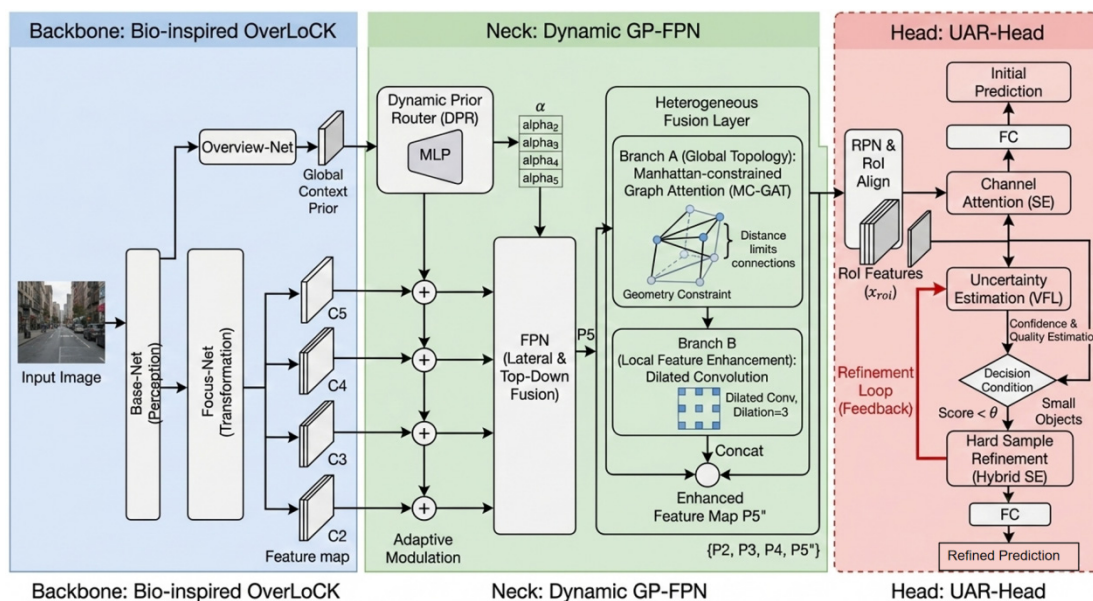 Backbone: Bio-inspired OverLoCK
Overview-Net
Global
Context
Prior
Input Image
Base-Net
(Perception)
Focus-Net
(Transformation)
C5
C4
C3
C2
Feature map
Backbone: Bio-inspired OverLoCK
Neck: Dynamic GP-FPN
Dynamic Prior
Router (DPR)
MLP
α
alpha2
alpha3
alpha4
alpha5
+
+
+
+
Adaptive
Modulation
FPN
(Lateral &
Top-Down
Fusion)
P5
Heterogeneous
Fusion Layer
Branch A (Global Topology):
Manhattan-constrained
Graph Attention (MC-GAT)
Distance
limits
connections
Geometry Constraint
Branch B
(Local Feature Enhancement):
Dilated Convolution
Dilated Conv,
Dilation=3
Concat
Enhanced
Feature Map P5"
{P2, P3, P4, P5"}
Neck: Dynamic GP-FPN
Head: UAR-Head
Initial
Prediction
FC
RPN &
RoI
Align
Channel
Attention (SE)
RoI Features
(xroi)
Uncertainty
Estimation (VFL)
Confidence &
Quality Estimation
Decision
Condition
Refinement
Loop
(Feedback)
Score < θ
Small
Objects
Hard Sample
Refinement
(Hybrid SE)
FC
Refined Prediction
Head: UAR-Head